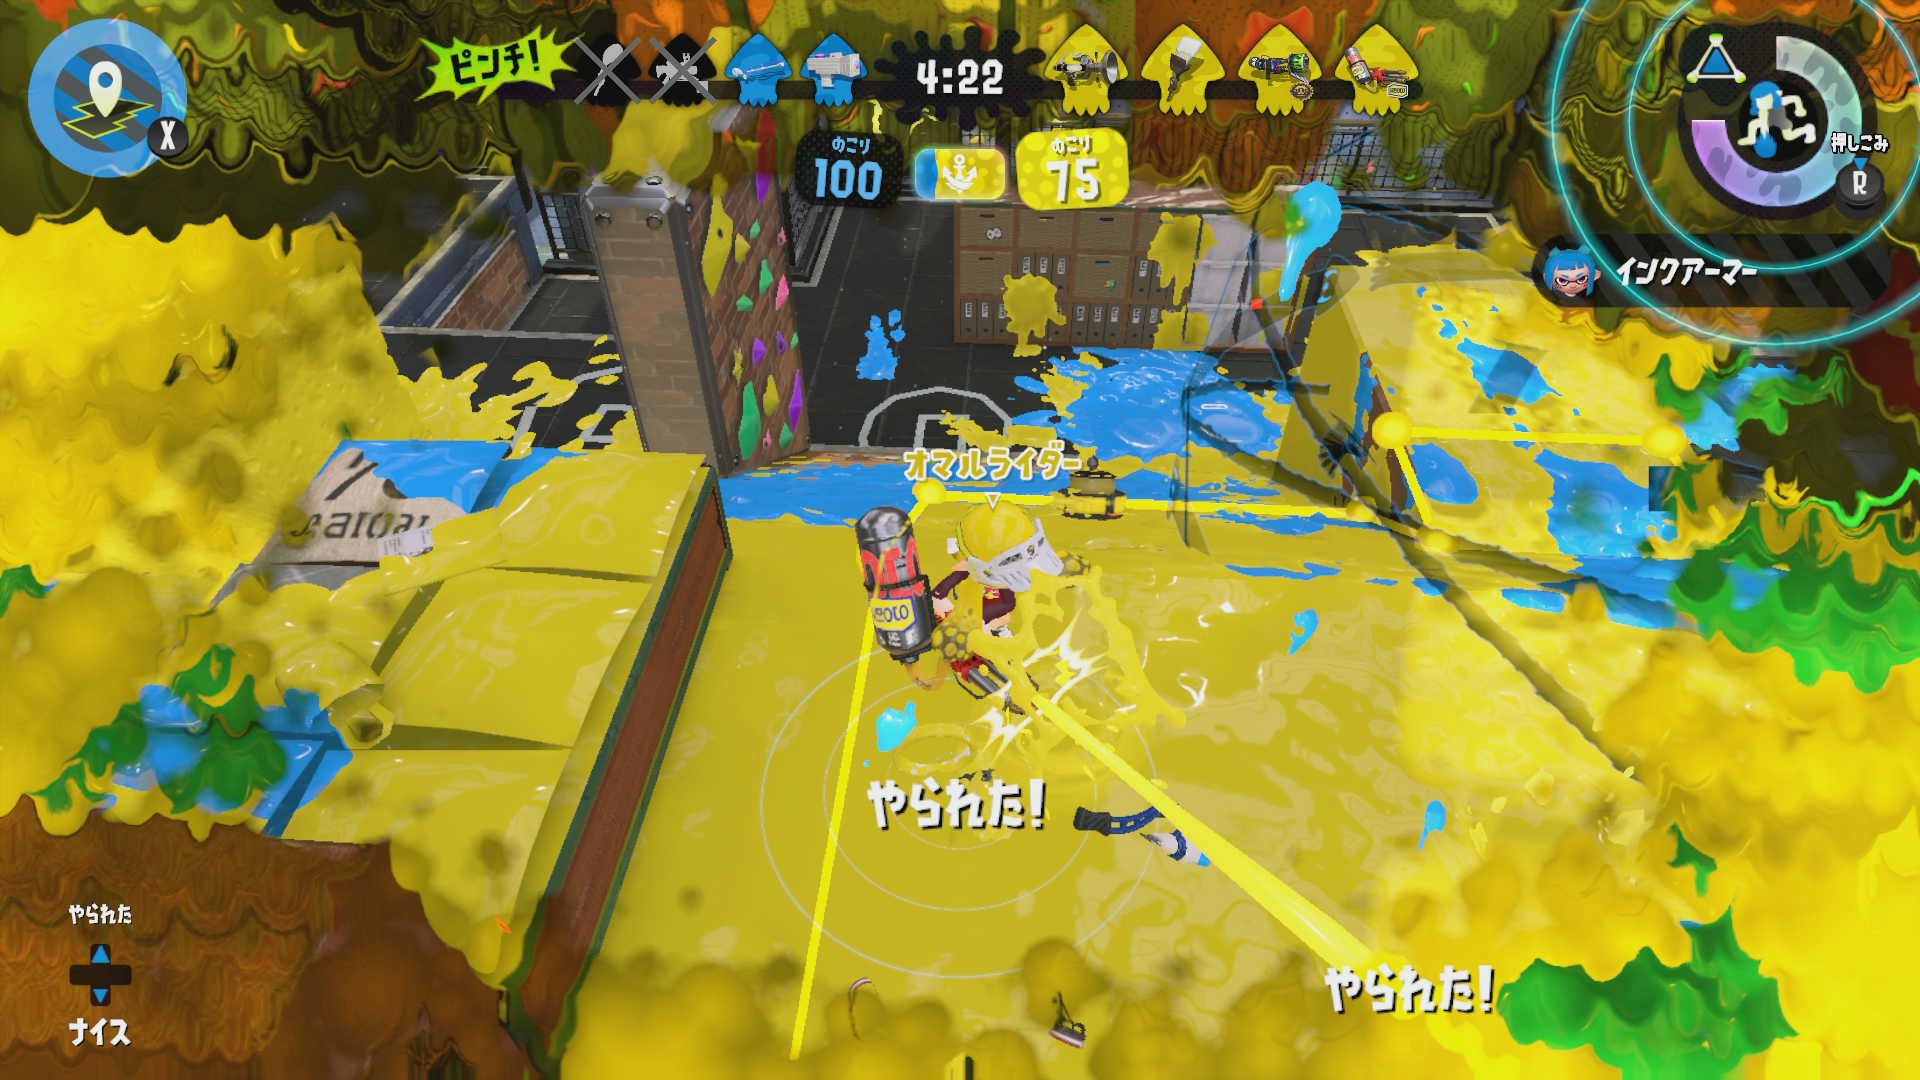 ピンチ!
4:22
のこり
100
のこり
75
X
押しこみ
R
インクアーマー
オマルライダー
やられた!
やられた!
やられた
ナイス